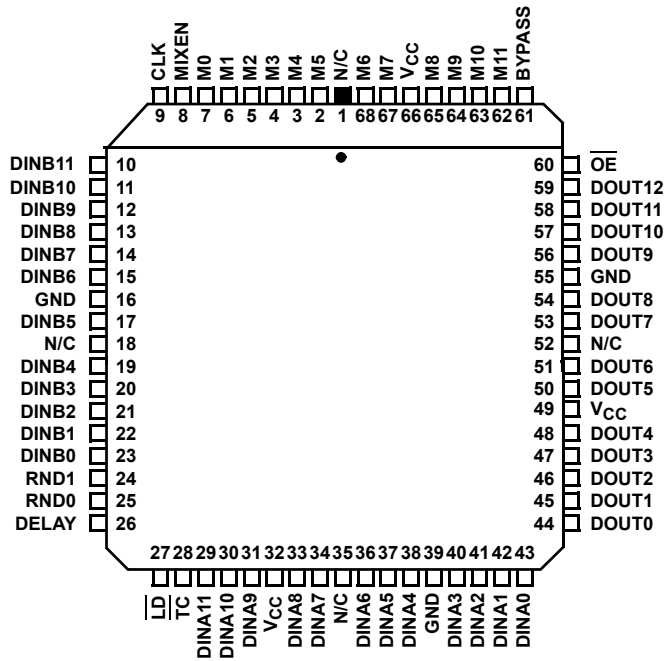 CLK MIXEN M0 M1 M2 M3 M4 M5 N/C M6 M7 VCC M8 M9 M10 M11 BYPASS
9 8 7 6 5 4 3 2 1 68 67 66 65 64 63 62 61
DINB11 10 60 OE
DINB10 11 59 DOUT12
DINB9 12 58 DOUT11
DINB8 13 57 DOUT10
DINB7 14 56 DOUT9
DINB6 15 55 GND
GND 16 54 DOUT8
DINB5 17 53 DOUT7
N/C 18 52 N/C
DINB4 19 51 DOUT6
DINB3 20 50 DOUT5
DINB2 21 49 VCC
DINB1 22 48 DOUT4
DINB0 23 47 DOUT3
RND1 24 46 DOUT2
RND0 25 45 DOUT1
DELAY 26 44 DOUT0
27 28 29 30 31 32 33 34 35 36 37 38 39 40 41 42 43
LD TC DINA11 DINA10 DINA9 VCC DINA8 DINA7 N/C DINA6 DINA5 DINA4 GND DINA3 DINA2 DINA1 DINA0